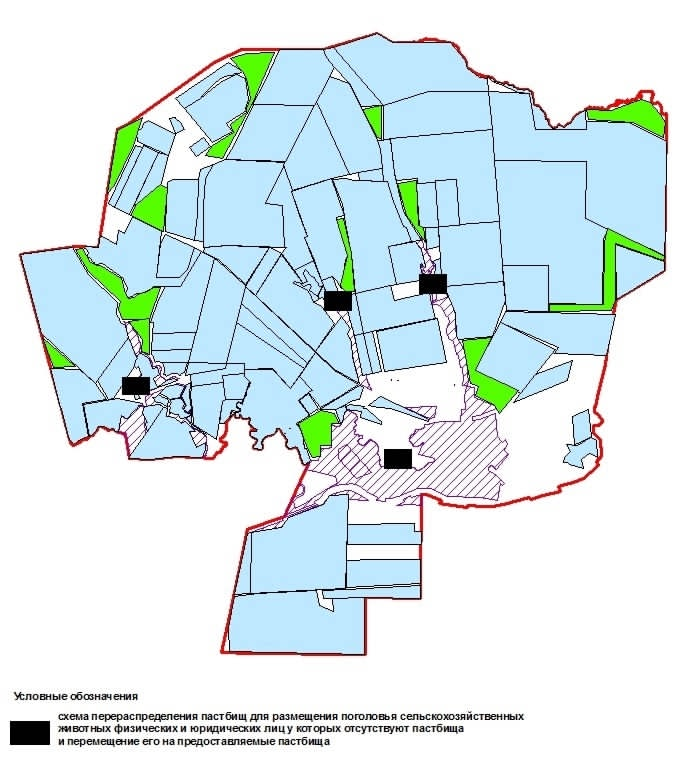 Условные обозначения
схема перераспределения пастбищ для размещения поголовья сельскохозяйственных
животных физических и юридических лиц у которых отсутствуют пастбища
и перемещение его на предоставляемые пастбища